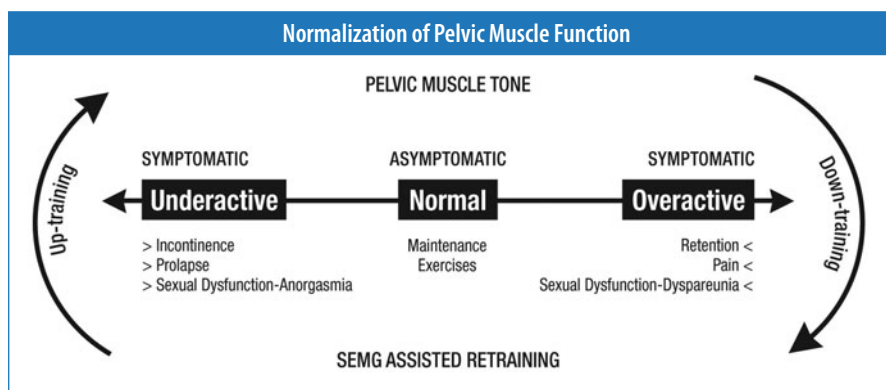 Normalization of Pelvic Muscle Function
PELVIC MUSCLE TONE
SYMPTOMATIC
ASYMPTOMATIC
SYMPTOMATIC
Up-training
Underactive
Normal
Overactive
Down-training
> Incontinence
> Prolapse
> Sexual Dysfunction-Anorgasmia
Maintenance
Exercises
Retention <
Pain <
Sexual Dysfunction-Dyspareunia <
SEMG ASSISTED RETRAINING